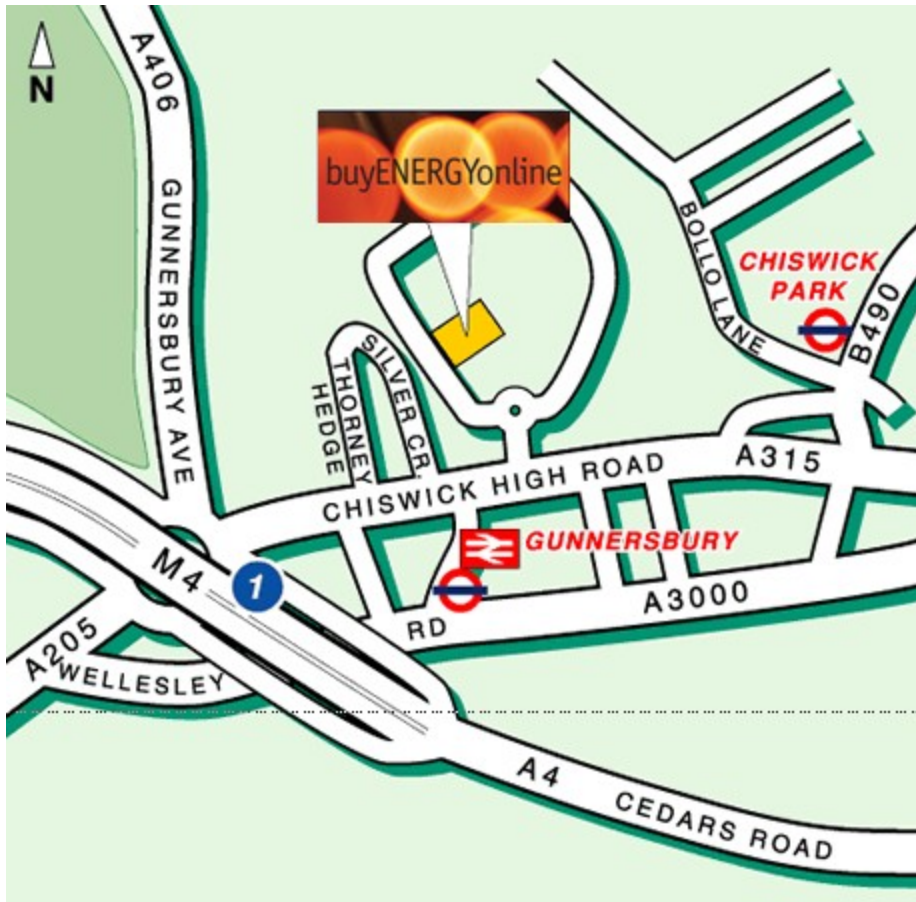 A406
GUNNERSBURY AVE
N
buyENERGYonline
BOLLO LANE
CHISWICK
PARK
B490
SILVER CR.
THORNEY
HEDGE
CHISWICK HIGH ROAD
A315
GUNNERSBURY
M4
1
A3000
RD
A205
WELLESLEY
A4
CEDARS ROAD